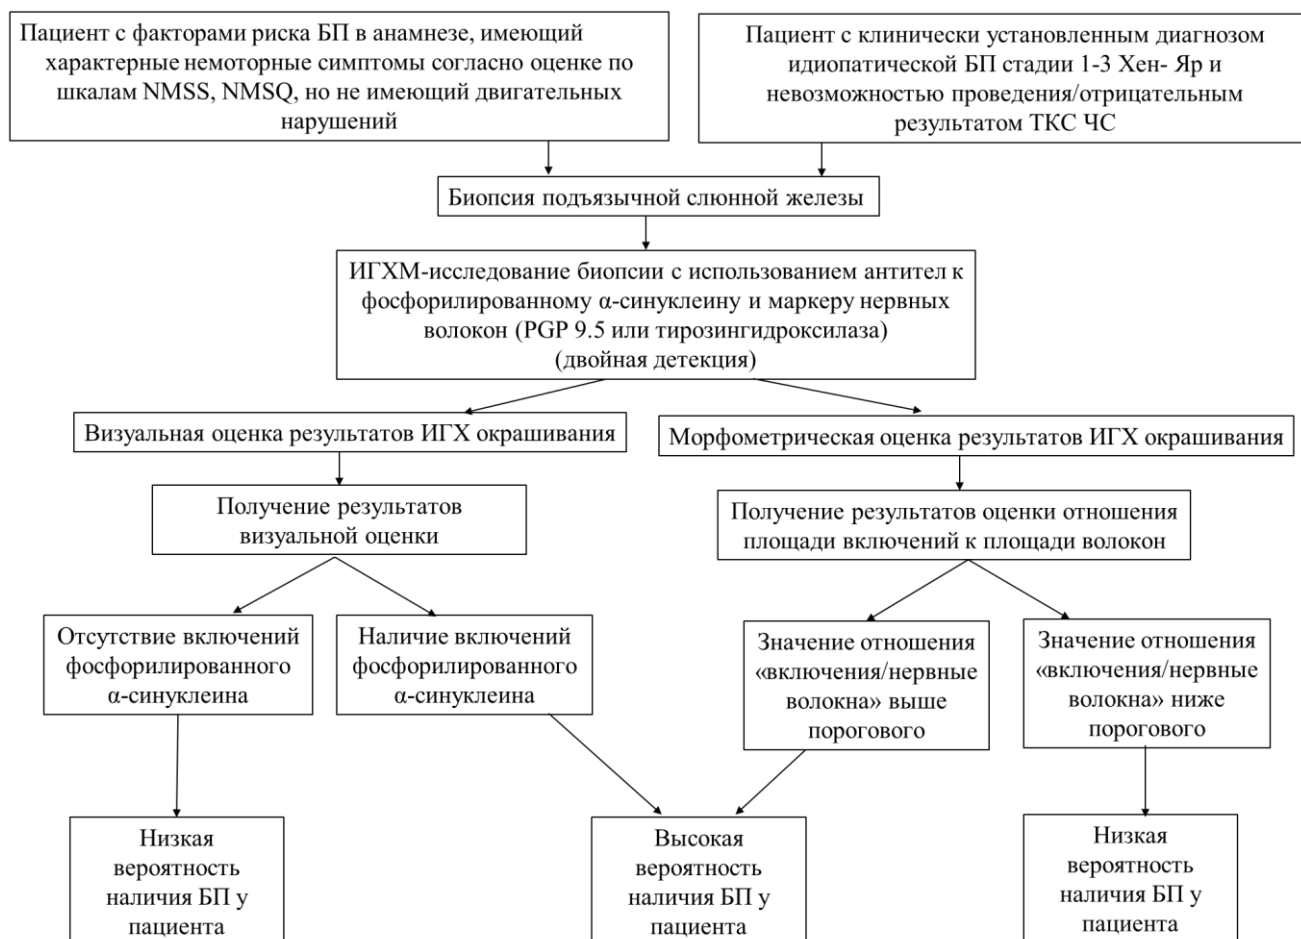 Пациент с факторами риска БП в анамнезе, имеющий
характерные немоторные симптомы согласно оценке по
шкалам NMSS, NMSQ, но не имеющий двигательных
нарушений
Пациент с клинически установленным диагнозом
идиопатической БП стадии 1-3 Хен- Яр и
невозможностью проведения/отрицательным
результатом ТКС ЧС
Биопсия подъязычной слюнной железы
ИГХМ-исследование биопсии с использованием антител к
фосфорилированному α-синуклеину и маркеру нервных
волокон (PGP 9.5 или тирозингидроксилаза)
(двойная детекция)
Визуальная оценка результатов ИГХ окрашивания
Морфометрическая оценка результатов ИГХ окрашивания
Получение результатов
визуальной оценки
Получение результатов оценки отношения
площади включений к площади волокон
Отсутствие включений
фосфорилированного
α-синуклеина
Наличие включений
фосфорилированного
α-синуклеина
Значение отношения
«включения/нервные
волокна» выше
порогового
Значение отношения
«включения/нервные
волокна» ниже
порогового
Низкая
вероятность
наличия БП у
пациента
Высокая
вероятность
наличия БП у
пациента
Низкая
вероятность
наличия БП у
пациента